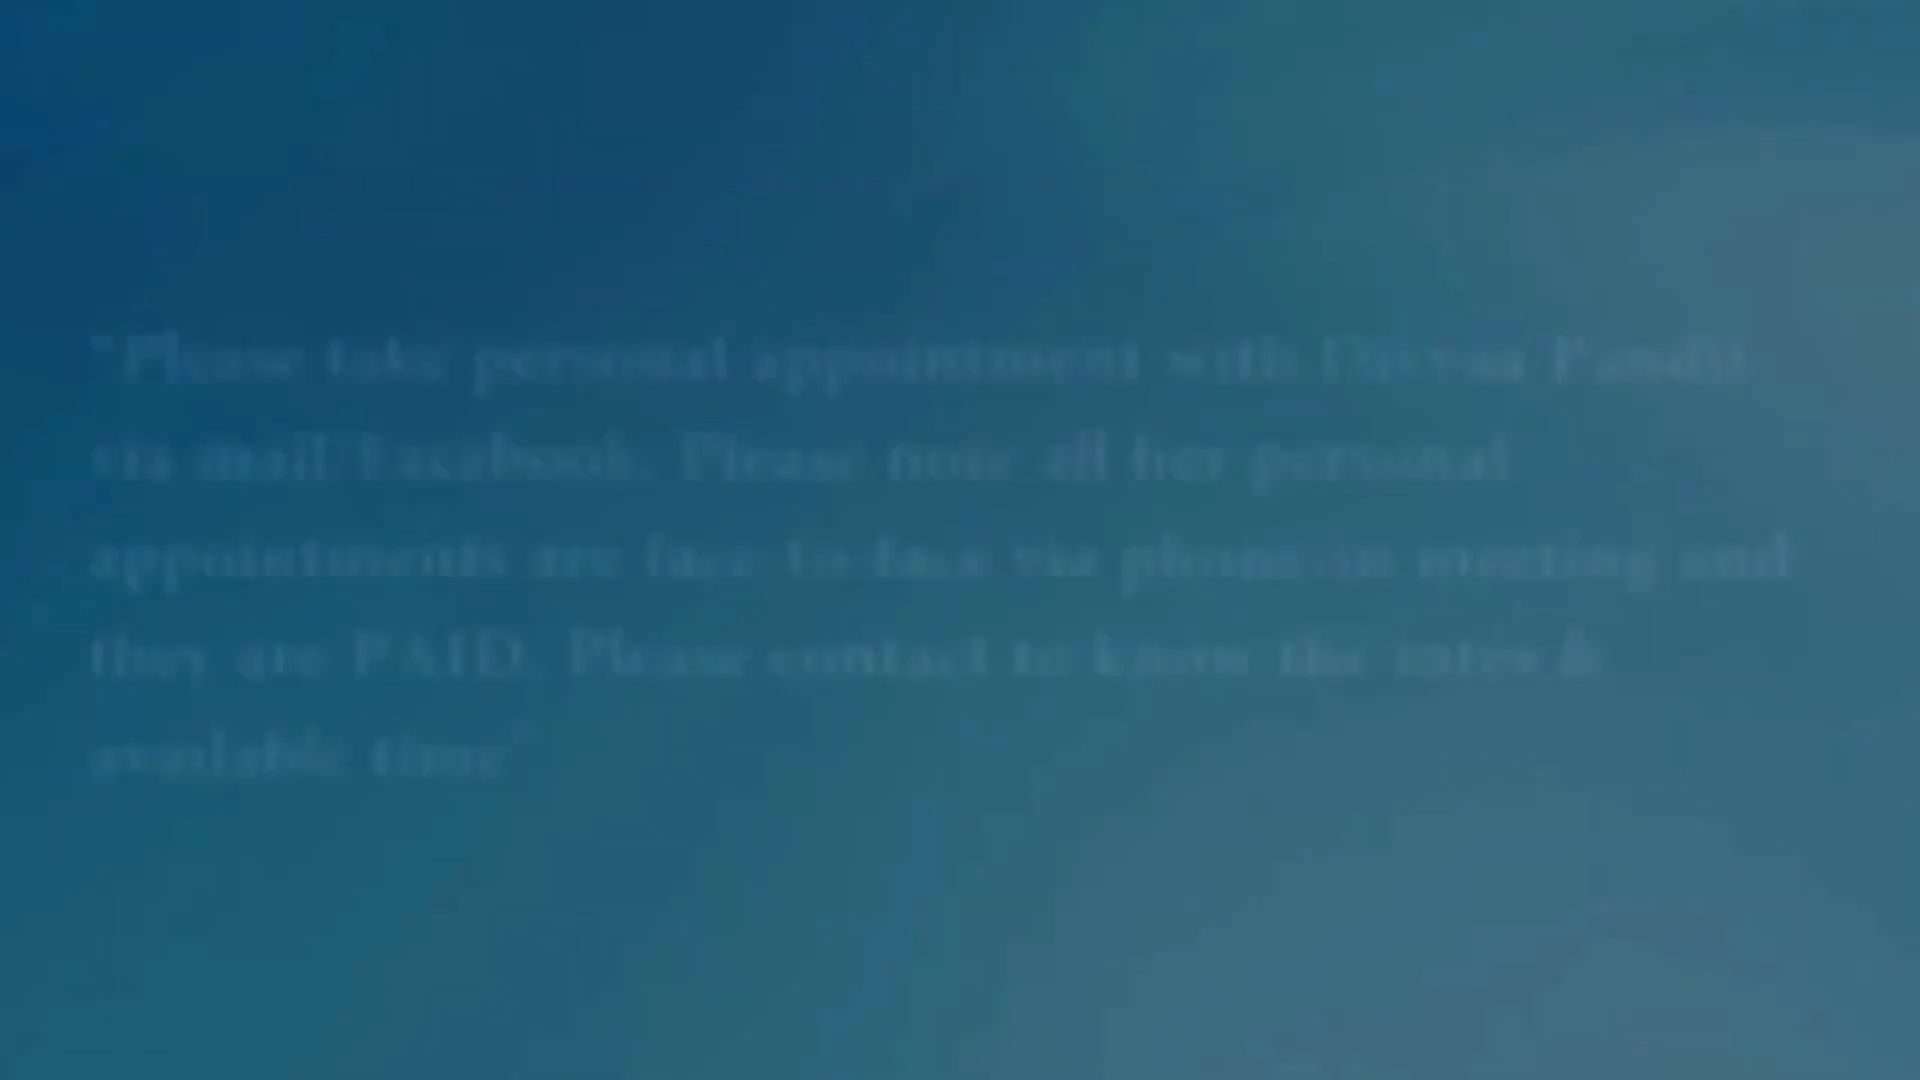 "Please take personal appointment with Pandit
via mail/Facebook. Please note all her personal
appointments are face-to-face via phone/in meeting and
they are PAID. Please contact to know the rates &
available time"